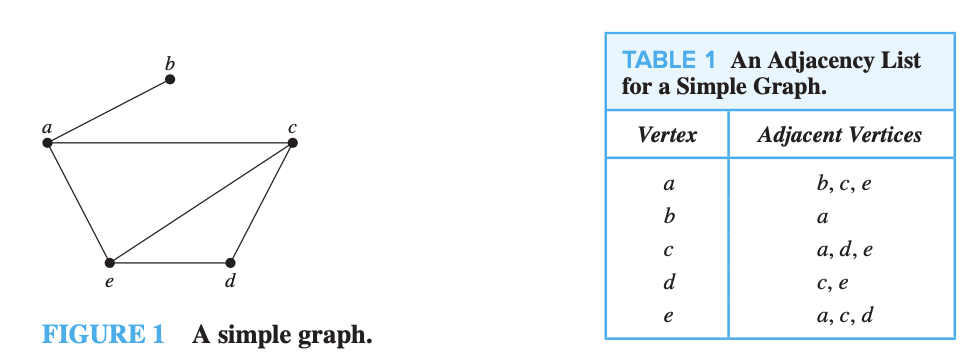 b
a
c
e
d
FIGURE 1 A simple graph.
TABLE 1 An Adjacency List
for a Simple Graph.
Vertex Adjacent Vertices
a b, c, e
b a
c a, d, e
d c, e
e a, c, d